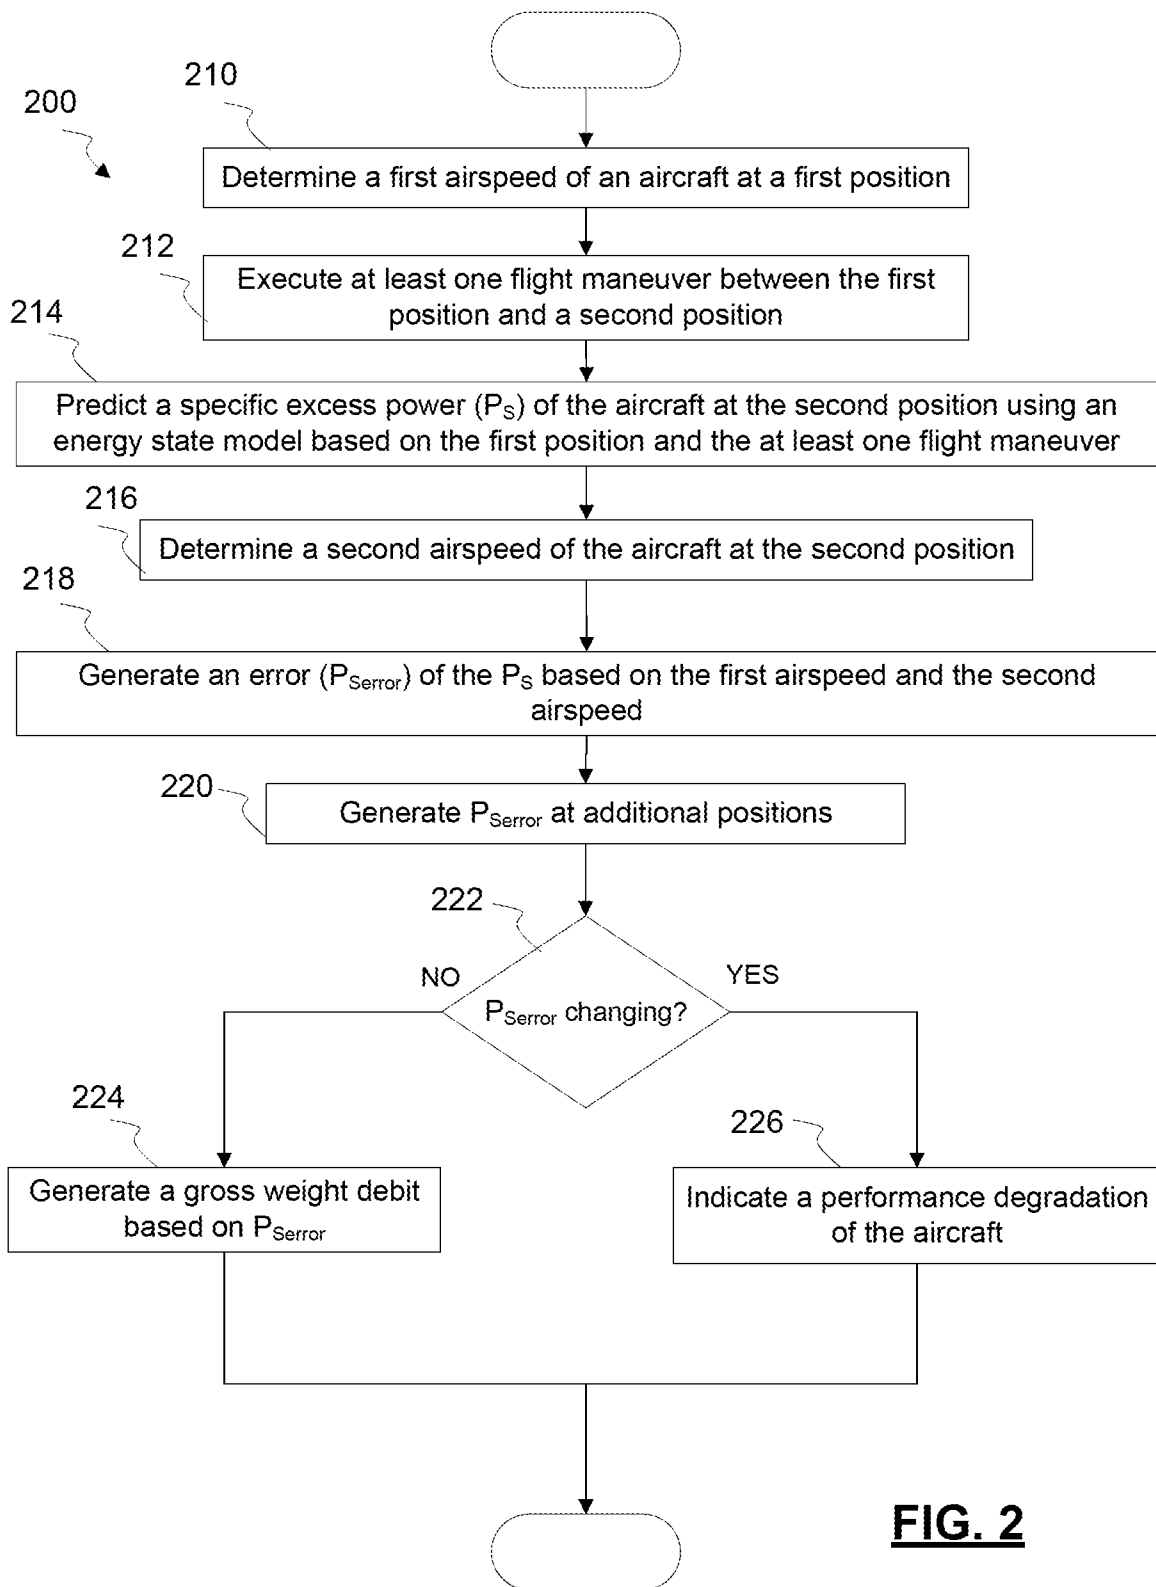 210
200
Determine a first airspeed of an aircraft at a first position
212
Execute at least one flight maneuver between the first
position and a second position
214
Predict a specific excess power (PS) of the aircraft at the second position using an
energy state model based on the first position and the at least one flight maneuver
216
Determine a second airspeed of the aircraft at the second position
218
Generate an error (PSerror) of the PS based on the first airspeed and the second
airspeed
220
Generate PSerror at additional positions
222
NO
YES
PSerror changing?
224
226
Generate a gross weight debit
based on PSerror
Indicate a performance degradation
of the aircraft
FIG. 2